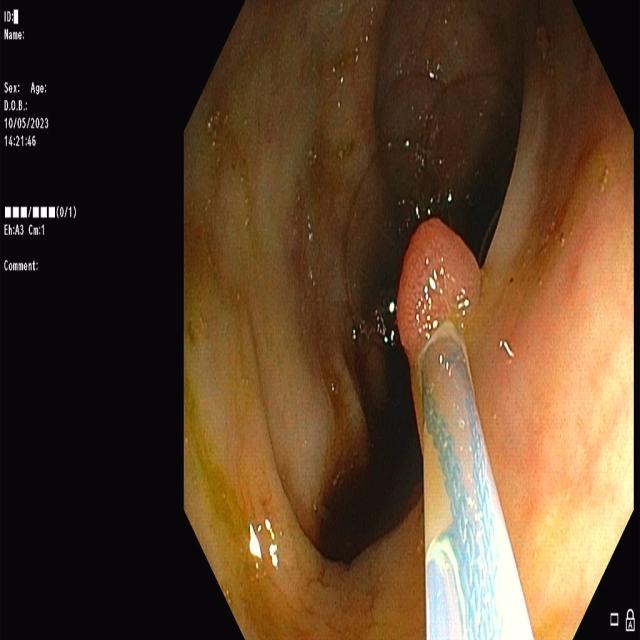 ID:
Name:
Sex: Age:
D.O.B.:
10/05/2023
14:21:46
■■■/■■■(0/1)
Eh:A3 Cm:1
Comment: